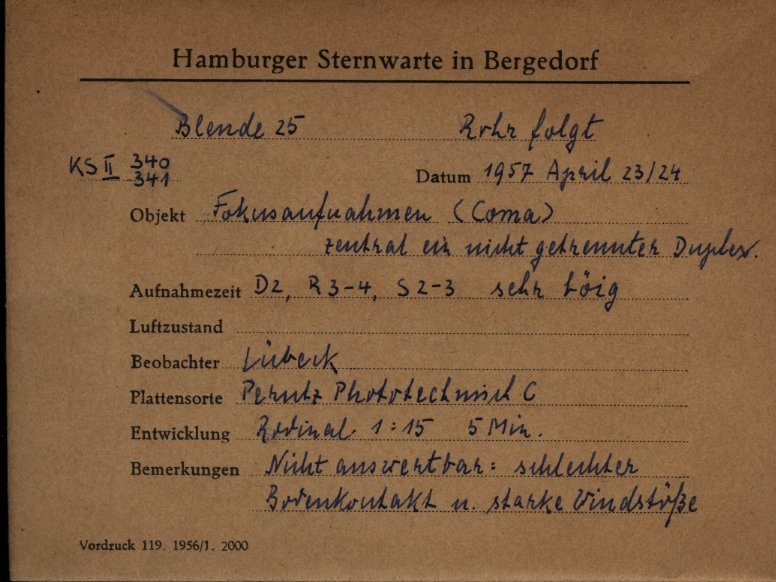 Hamburger Sternwarte in Bergedorf
Blende 25 Rohr folgt
KS II 340
341
Datum 1957 April 23/24
Objekt Fokusaufnahmen (Coma)
zentral ein nicht getrennter Duplex.
Aufnahmezeit D2, R3-4, S2-3 sehr böig
Luftzustand
Beobachter Lübeck
Plattensorte Perutz Phototechnisch C
Entwicklung Rodinal 1:15 5 Min.
Bemerkungen Nicht auswertbar: schlechter
Bodenkontakt u. starke Windstöße
Vordruck 119. 1956/1. 2000